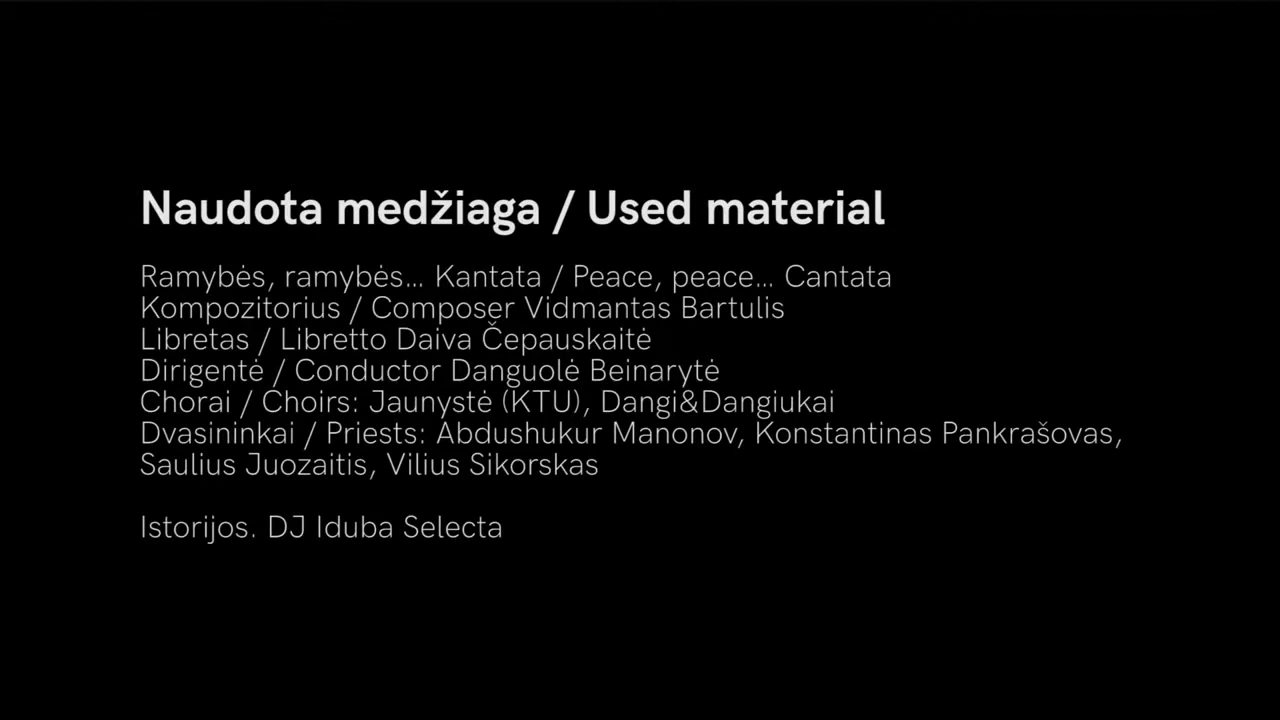 Naudota medžiaga / Used material
Ramybės, ramybės... Kantata / Peace, peace... Cantata
Kompozitorius / Composer Vidmantas Bartulis
Libretas / Libretto Daiva Čepauskaitė
Dirigentė / Conductor Danguolė Beinarytė
Chorai / Choirs: Jaunystė (KTU), Dangi&Dangiukai
Dvasininkai / Priests: Abdushukur Manonov, Konstantinas Pankrašovas,
Saulius Juozaitis, Vilius Sikorskas
Istorijos. DJ Iduba Selecta